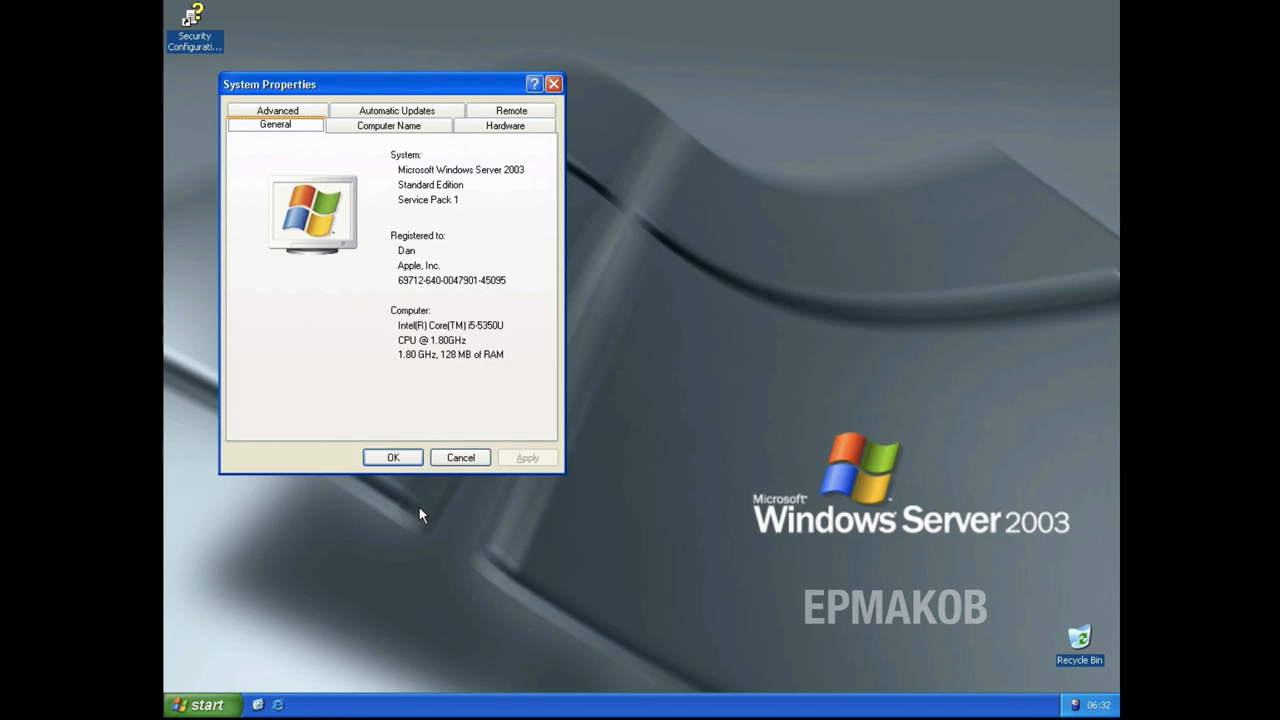 Security
Configurati...
System Properties
Advanced
Automatic Updates
Remote
General
Computer Name
Hardware
System:
Microsoft Windows Server 2003
Standard Edition
Service Pack 1
Registered to:
Dan
Apple, Inc.
69712-640-0047901-45095
Computer:
Intel(R) Core(TM) i5-5350U
CPU @ 1.80GHz
1.80 GHz, 128 MB of RAM
OK
Cancel
Apply
Microsoft
Windows Server 2003
ЕРМАКОВ
Recycle Bin
start
06:32